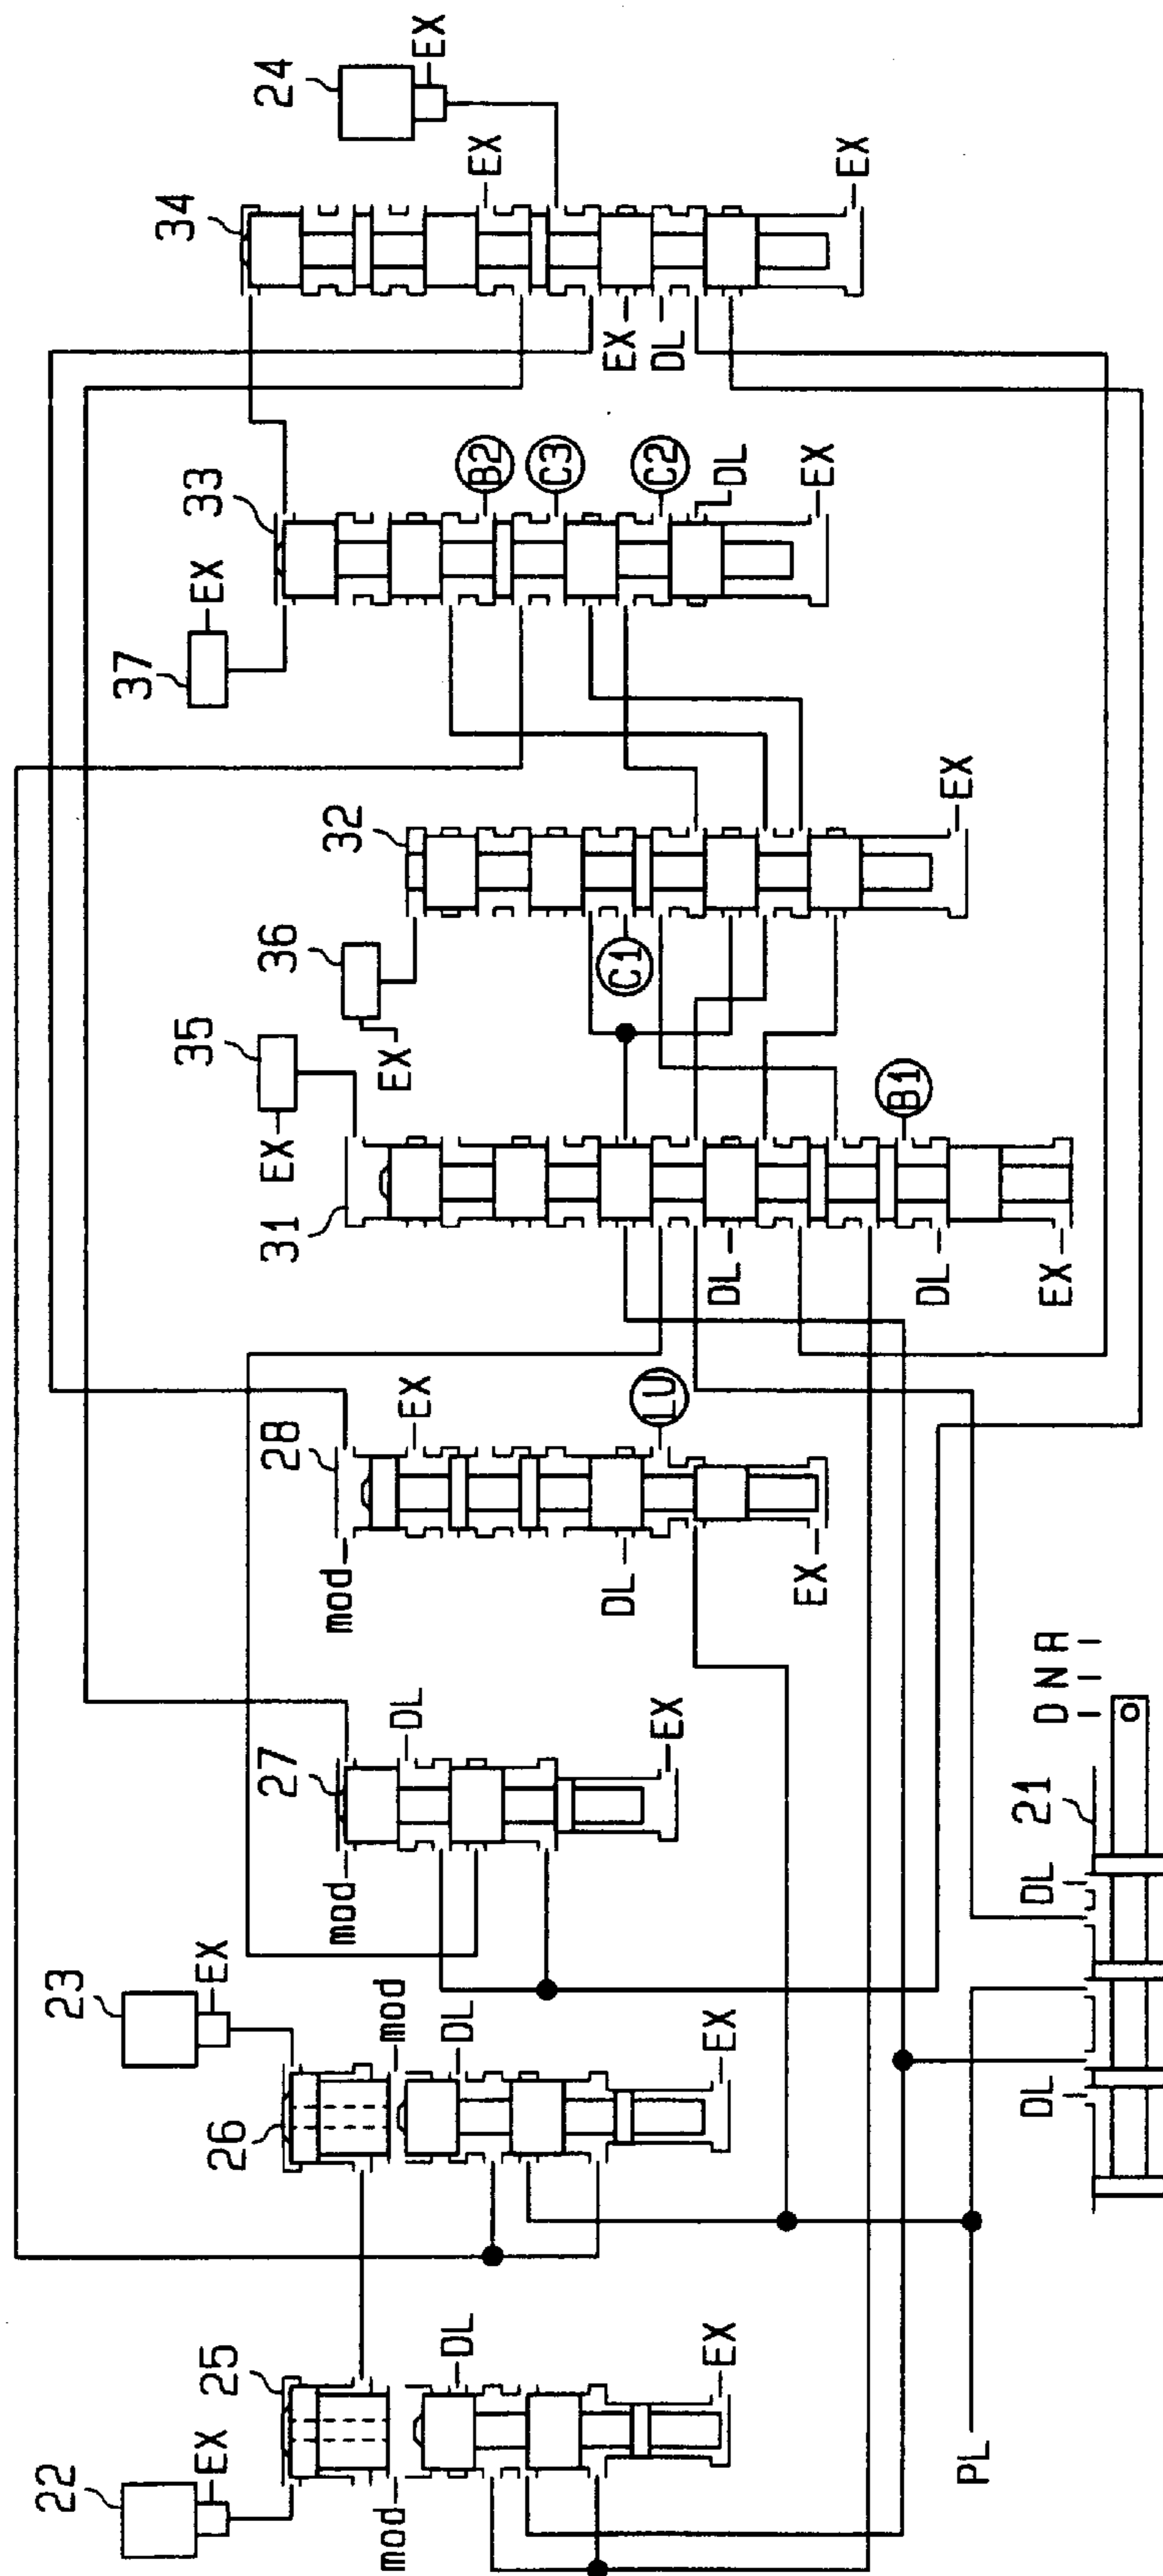 24
EX
34
EX
EX
EX
DL
33
B2
C3
C2
DL
EX
37
EX
32
EX
36
EX
C1
35
EX
31
B1
DL
DL
EX
28
EX
LU
mod
DL
EX
D N R
27
DL
EX
mod
21
DL
DL
23
EX
mod
DL
EX
26
25
DL
EX
22
EX
mod
PL